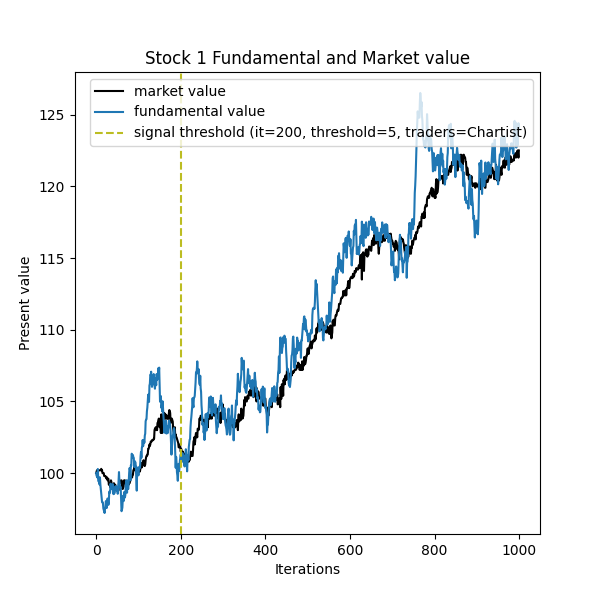 Stock 1 Fundamental and Market value
market value
fundamental value
signal threshold (it=200, threshold=5, traders=Chartist)
125
120
115
110
105
100
Present value
0 200 400 600 800 1000
Iterations